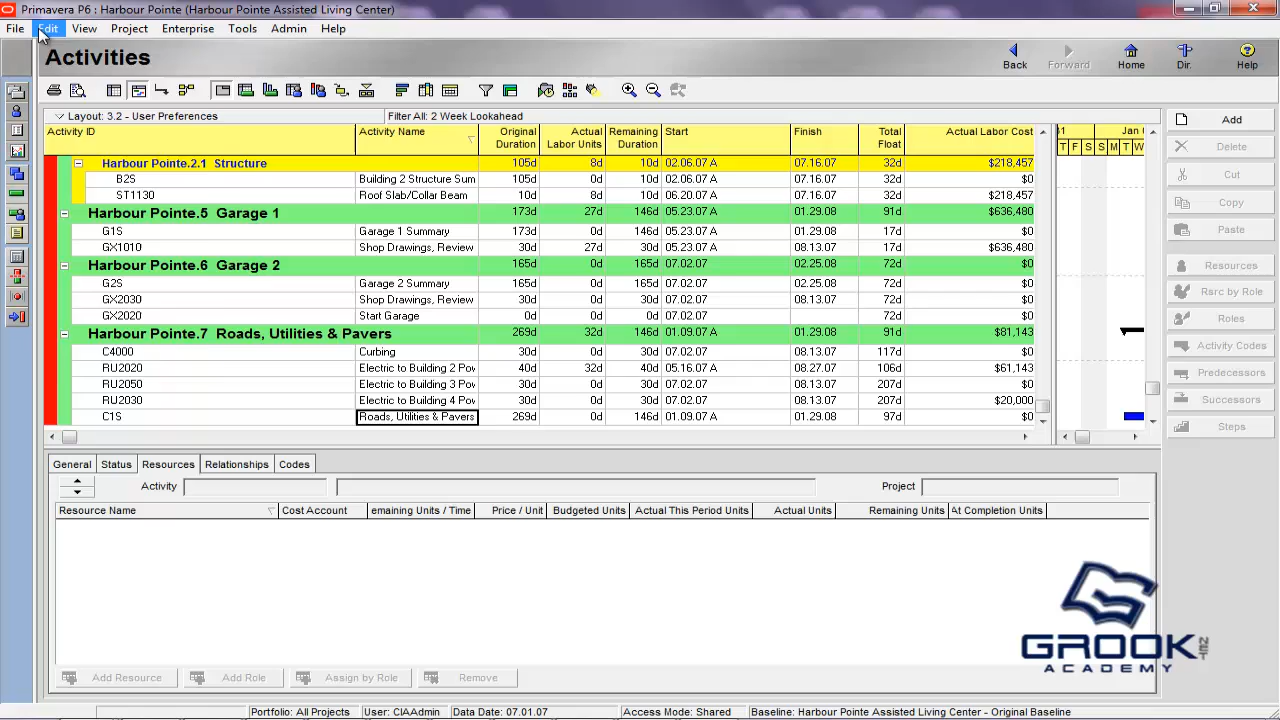 Primavera P6 : Harbour Pointe (Harbour Pointe Assisted Living Center)
File Edit View Project Enterprise Tools Admin Help
Activities
Back Forward Home Dir. Help
Layout: 3.2 - User Preferences Filter All: 2 Week Lookahead
Activity ID Activity Name Original Duration Actual Labor Units Remaining Duration Start Finish Total Float Actual Labor Cost
31 Jan
T F S S M T W
Harbour Pointe.2.1 Structure 105d 8d 10d 02.06.07 A 07.16.07 32d $218,457
B2S Building 2 Structure Sum 105d 0d 10d 02.06.07 A 07.16.07 32d $0
ST1130 Roof Slab/Collar Beam 10d 8d 10d 06.20.07 A 07.16.07 32d $218,457
Harbour Pointe.5 Garage 1 173d 27d 146d 05.23.07 A 01.29.08 91d $636,480
G1S Garage 1 Summary 173d 0d 146d 05.23.07 A 01.29.08 17d $0
GX1010 Shop Drawings, Review 30d 27d 30d 05.23.07 A 08.13.07 17d $636,480
Harbour Pointe.6 Garage 2 165d 0d 165d 07.02.07 02.25.08 72d $0
G2S Garage 2 Summary 165d 0d 165d 07.02.07 02.25.08 72d $0
GX2030 Shop Drawings, Review 30d 0d 30d 07.02.07 08.13.07 72d $0
GX2020 Start Garage 0d 0d 0d 07.02.07 72d $0
Harbour Pointe.7 Roads, Utilities & Pavers 269d 32d 146d 01.09.07 A 01.29.08 91d $81,143
C4000 Curbing 30d 0d 30d 07.02.07 08.13.07 117d $0
RU2020 Electric to Building 2 Pov 40d 32d 40d 05.16.07 A 08.27.07 106d $61,143
RU2050 Electric to Building 3 Pov 30d 0d 30d 07.02.07 08.13.07 207d $0
RU2030 Electric to Building 4 Pov 30d 0d 30d 07.02.07 08.13.07 207d $20,000
C1S Roads, Utilities & Pavers 269d 0d 146d 01.09.07 A 01.29.08 97d $0
Add
Delete
Cut
Copy
Paste
Resources
Rsrc by Role
Roles
Activity Codes
Predecessors
Successors
Steps
General Status Resources Relationships Codes
Activity Project
Resource Name Cost Account emaining Units / Time Price / Unit Budgeted Units Actual This Period Units Actual Units Remaining Units At Completion Units
Add Resource Add Role Assign by Role Remove
GROOK .NET
ACADEMY
Portfolio: All Projects User: CIAAdmin Data Date: 07.01.07 Access Mode: Shared Baseline: Harbour Pointe Assisted Living Center - Original Baseline